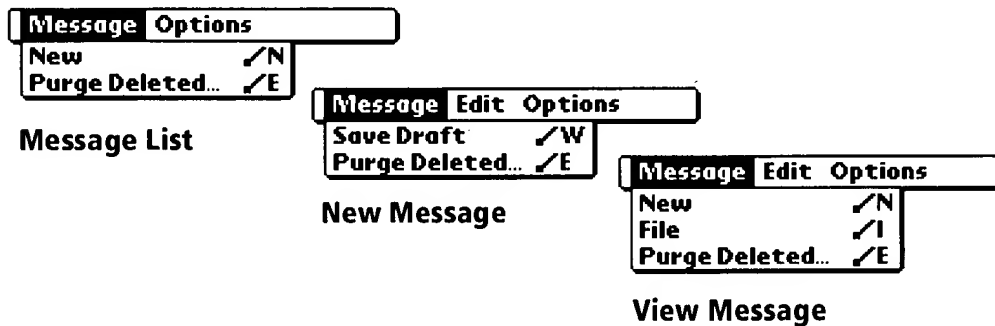 Message Options
New /N
Purge Deleted... /E
Message List
Message Edit Options
Save Draft /W
Purge Deleted... /E
New Message
Message Edit Options
New /N
File /I
Purge Deleted... /E
View Message